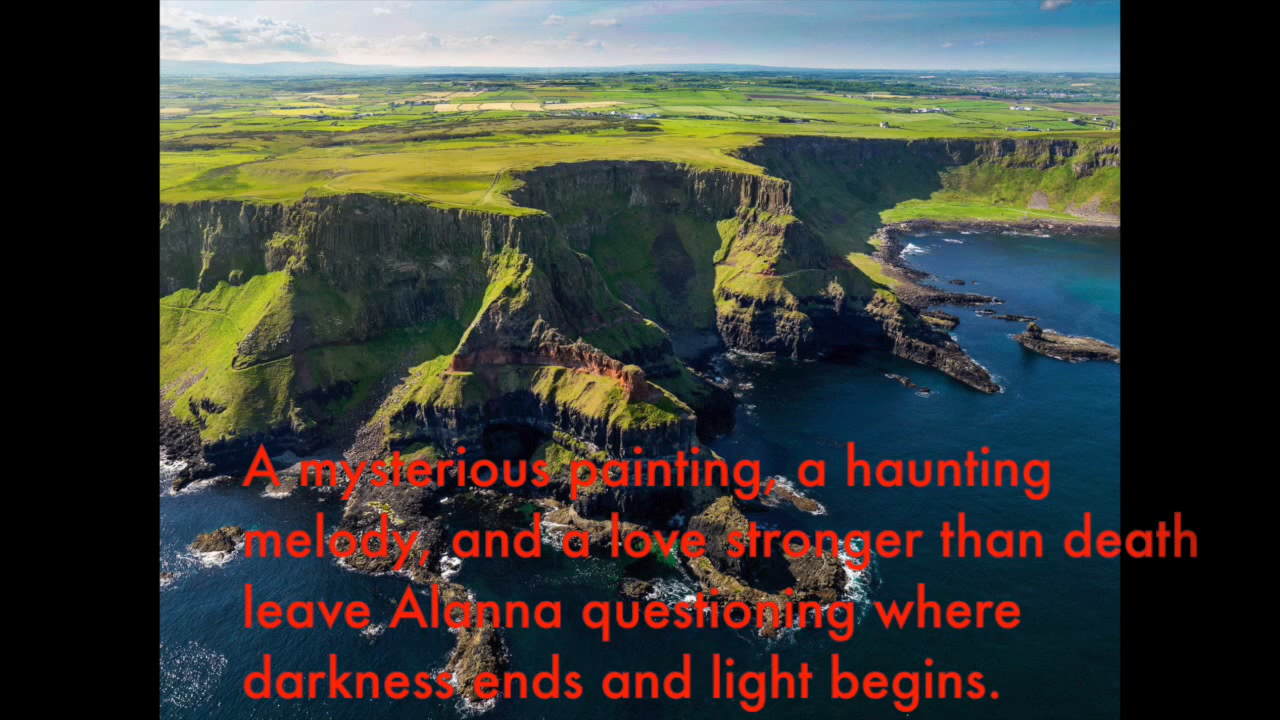 A mysterious painting, a haunting
melody, and a love stronger than death
leave Alanna questioning where
darkness ends and light begins.